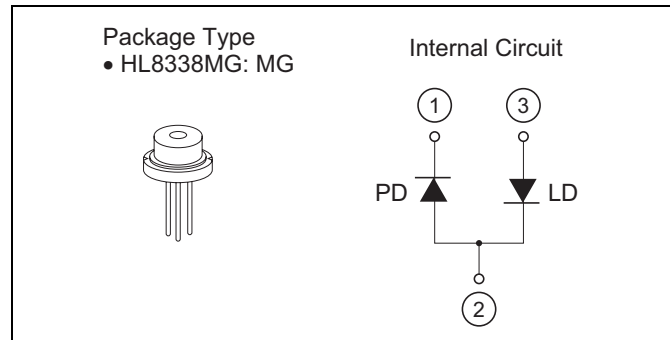 Package Type
• HL8338MG: MG
Internal Circuit
1
3
PD
LD
2